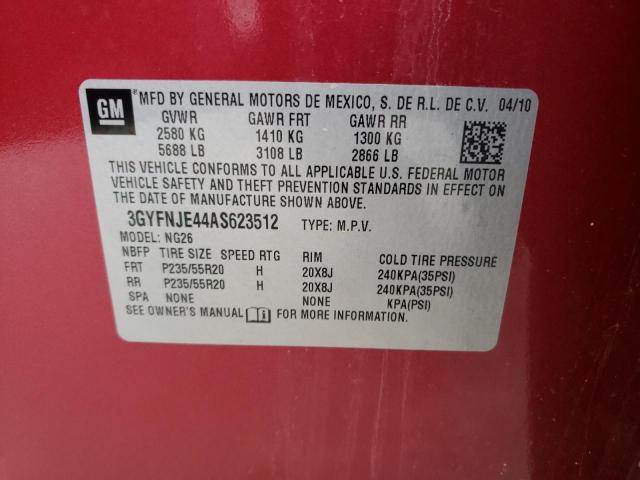 GM ® MFD BY GENERAL MOTORS DE MEXICO, S. DE R.L. DE C.V. 04/10
GVWR GAWR FRT GAWR RR
2580 KG 1410 KG 1300 KG
5688 LB 3108 LB 2866 LB
THIS VEHICLE CONFORMS TO ALL APPLICABLE U.S. FEDERAL MOTOR
VEHICLE SAFETY AND THEFT PREVENTION STANDARDS IN EFFECT ON
THE DATE OF MANUFACTURE SHOWN ABOVE.
3GYFNJE44AS623512 TYPE: M.P.V.
MODEL: NG26
NBFP TIRE SIZE SPEED RTG RIM COLD TIRE PRESSURE
FRT P235/55R20 H 20X8J 240KPA(35PSI)
RR P235/55R20 H 20X8J 240KPA(35PSI)
SPA NONE NONE KPA(PSI)
SEE OWNER'S MANUAL FOR MORE INFORMATION.